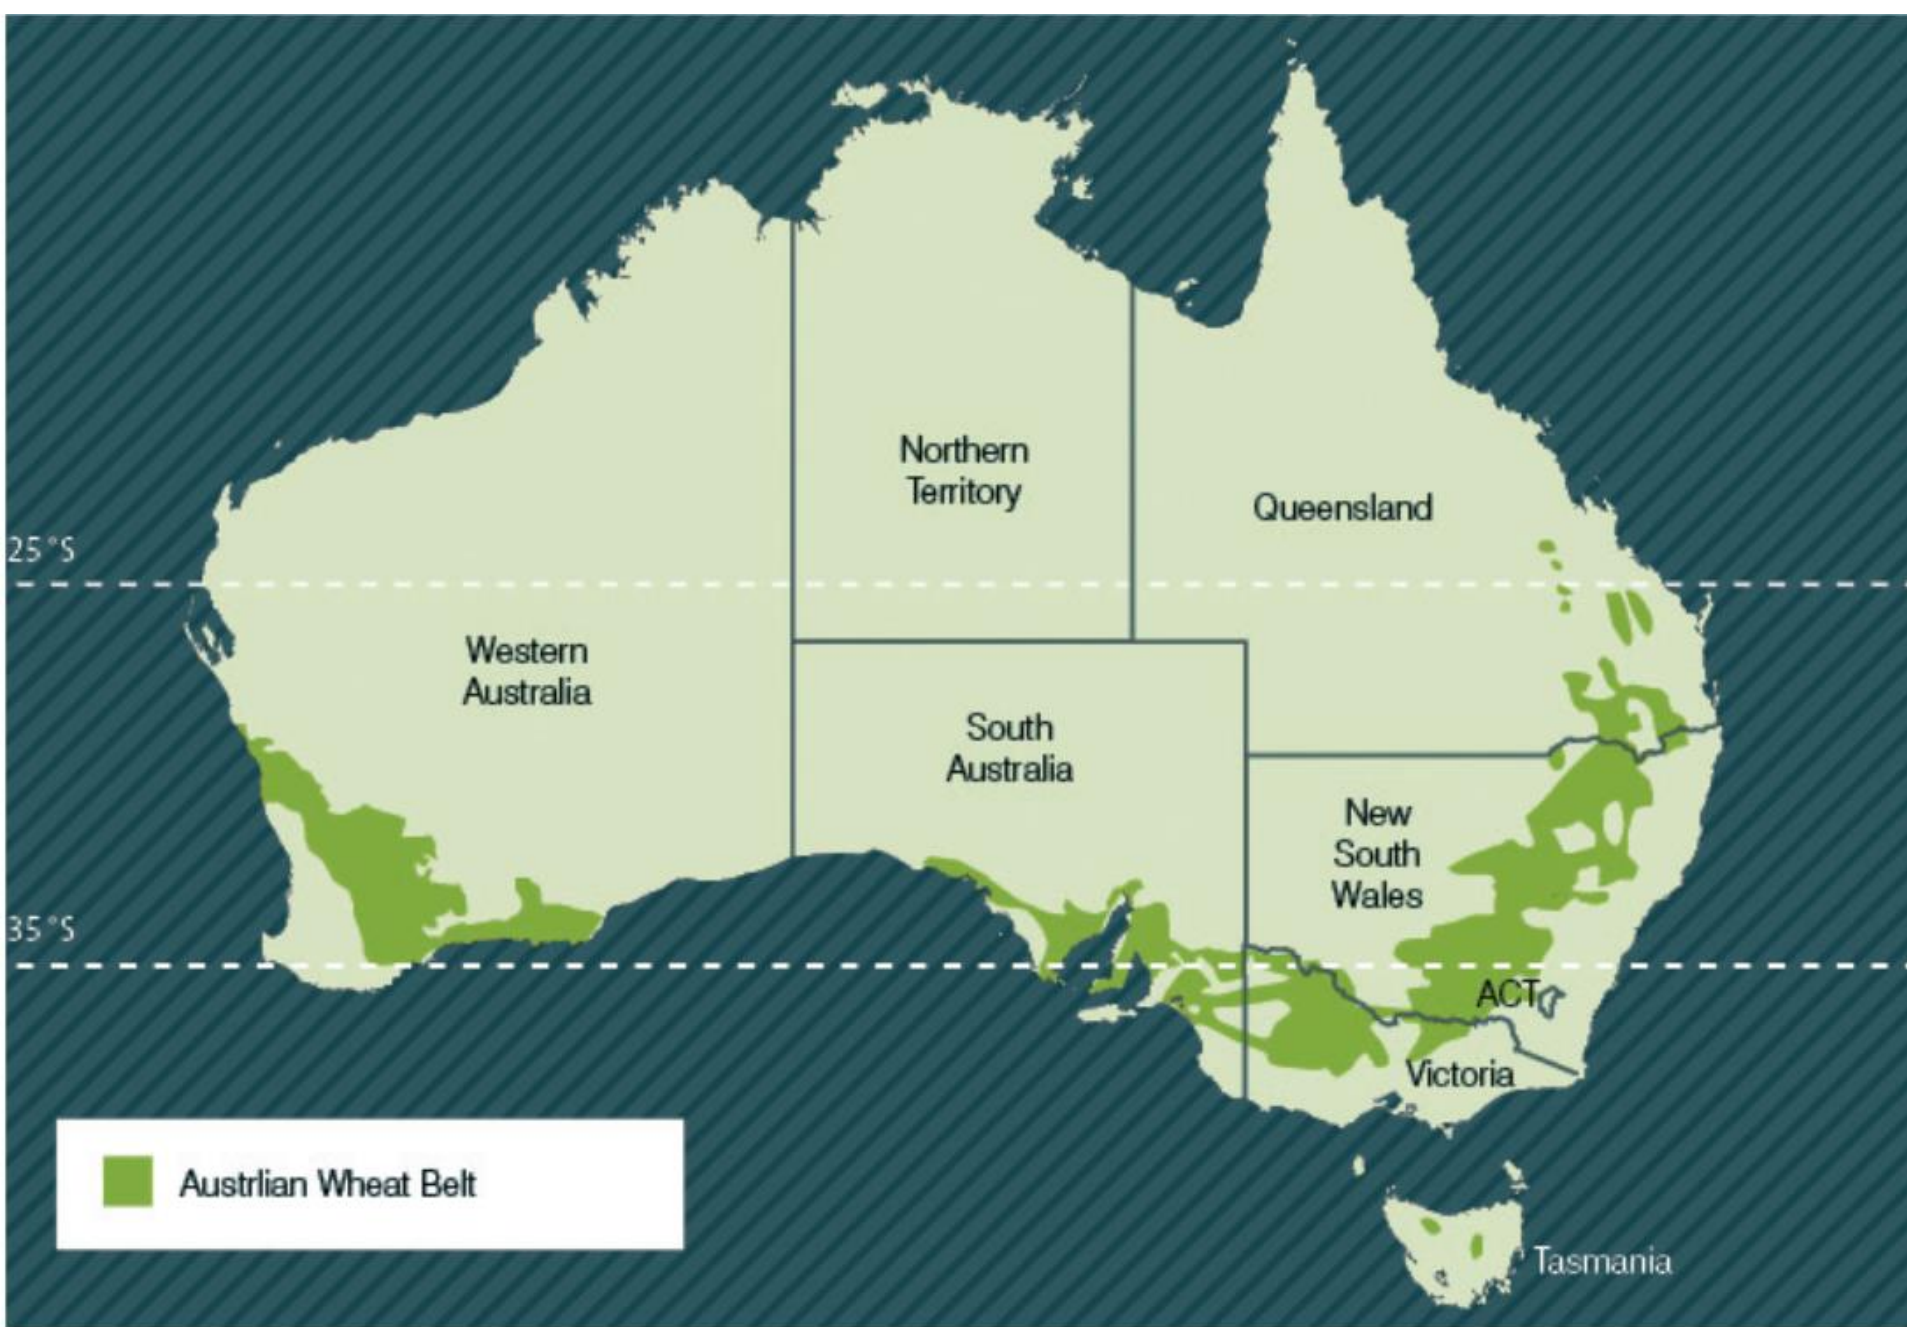 Northern
Territory
Queensland
25°S
Western
Australia
South
Australia
New
South
Wales
35°S
ACT
Victoria
Austrlian Wheat Belt
Tasmania